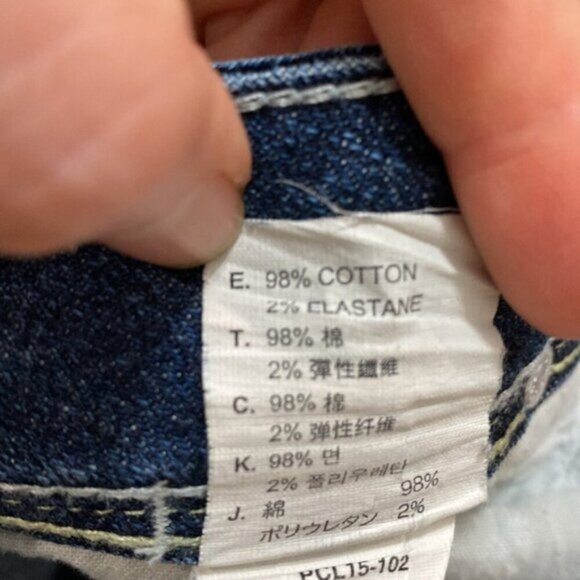 E. 98% COTTON
2% ELASTANE
T. 98% 棉
2% 彈性纖維
C. 98% 棉
2% 弹性纤维
K. 98% 면
2% 폴리우레탄
J. 綿 98%
ポリウレタン 2%
PCL15-102